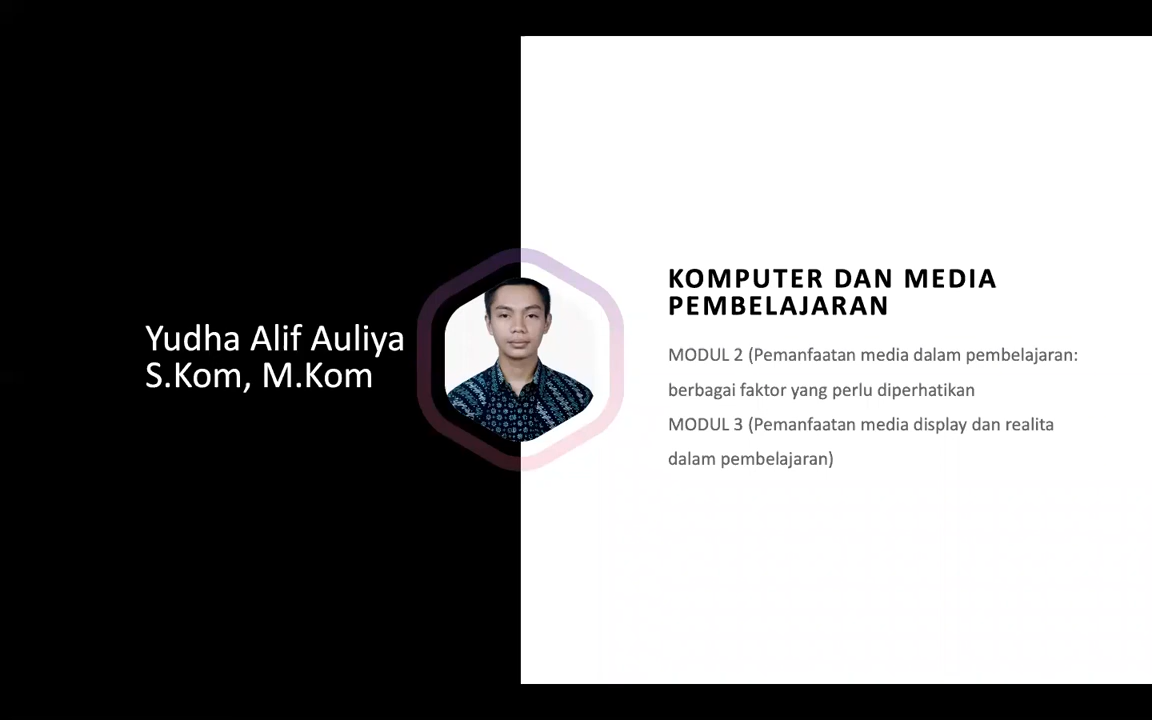 Yudha Alif Auliya
S.Kom, M.Kom
KOMPUTER DAN MEDIA
PEMBELAJARAN
MODUL 2 (Pemanfaatan media dalam pembelajaran:
berbagai faktor yang perlu diperhatikan
MODUL 3 (Pemanfaatan media display dan realita
dalam pembelajaran)